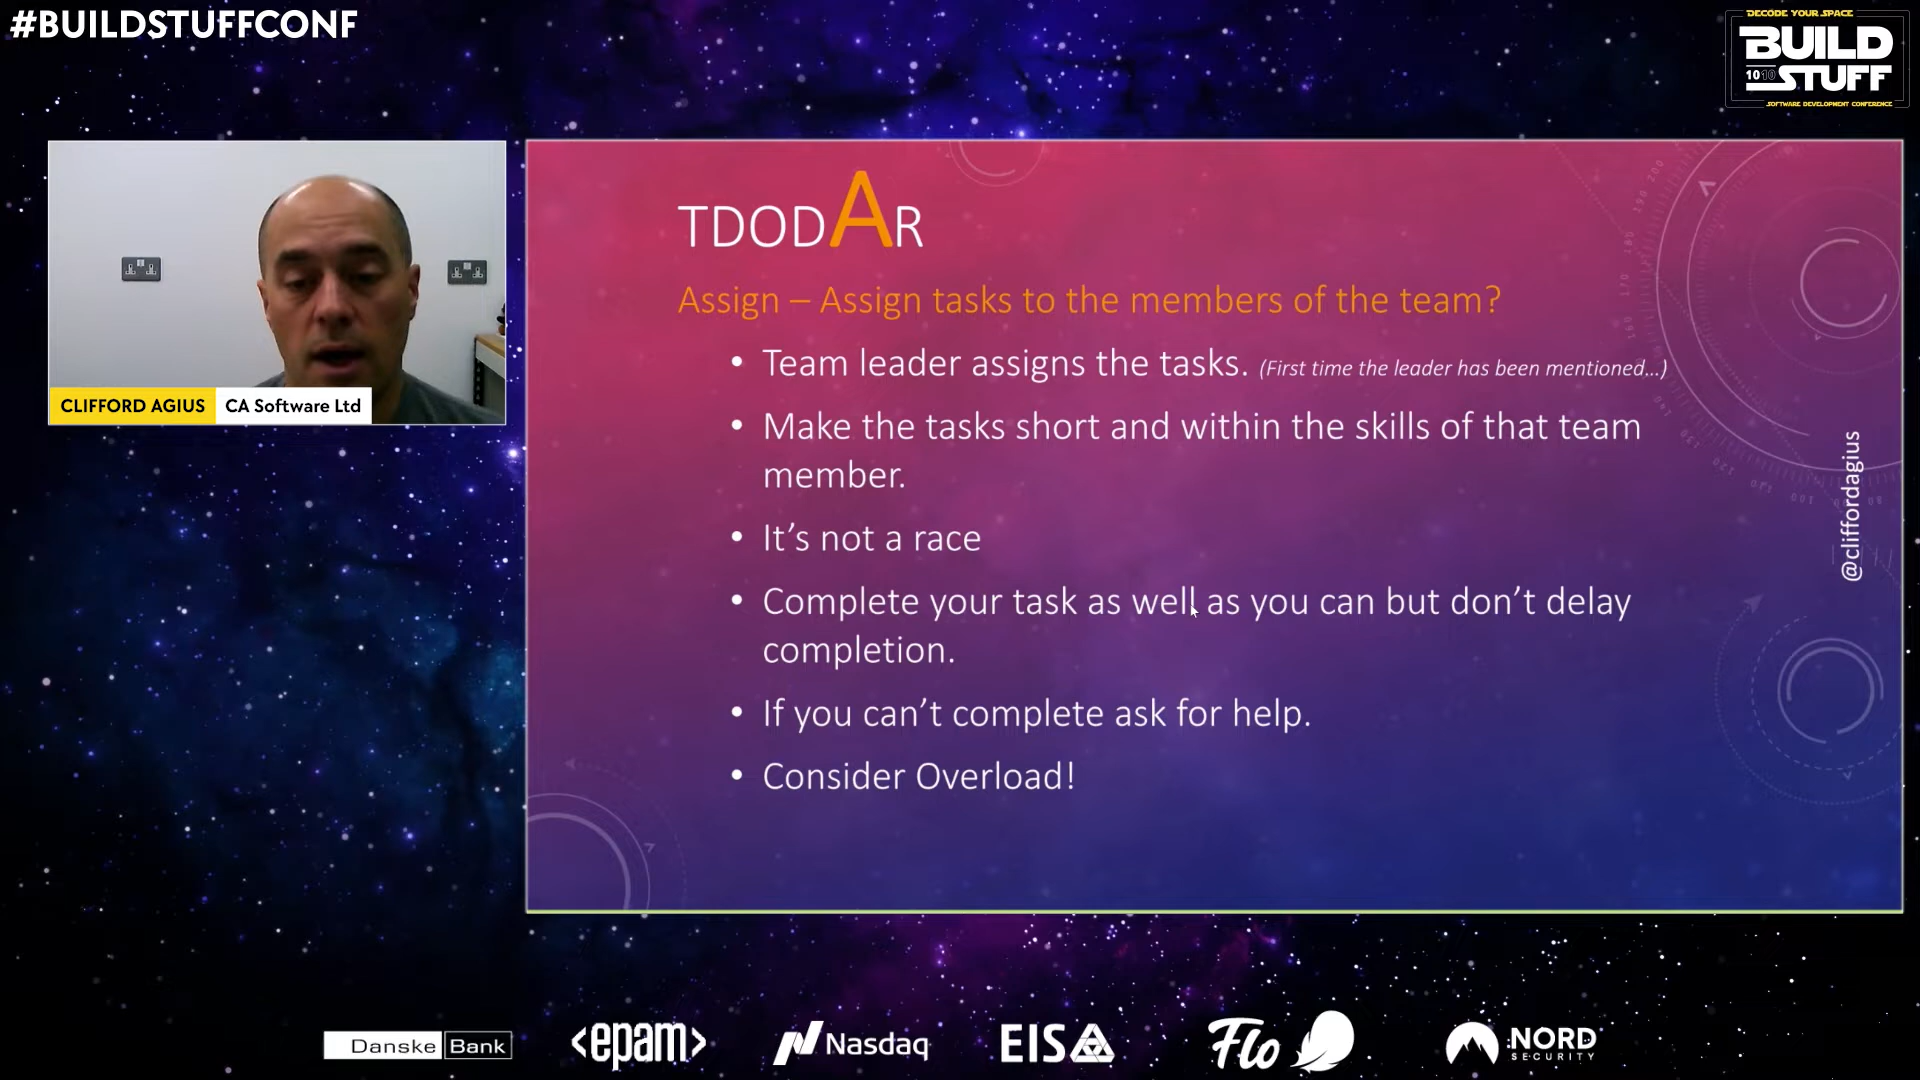 #BUILDSTUFFCONF
DECODE YOUR SPACE
BUILD
1010 STUFF
SOFTWARE DEVELOPMENT CONFERENCE
CLIFFORD AGIUS CA Software Ltd
TDODAR
Assign – Assign tasks to the members of the team?
• Team leader assigns the tasks. (First time the leader has been mentioned...)
• Make the tasks short and within the skills of that team
member.
• It's not a race
• Complete your task as well as you can but don't delay
completion.
• If you can't complete ask for help.
• Consider Overload!
@cliffordagius
Danske Bank
<epam>
Nasdaq
EIS
Flo
NORD
SECURITY